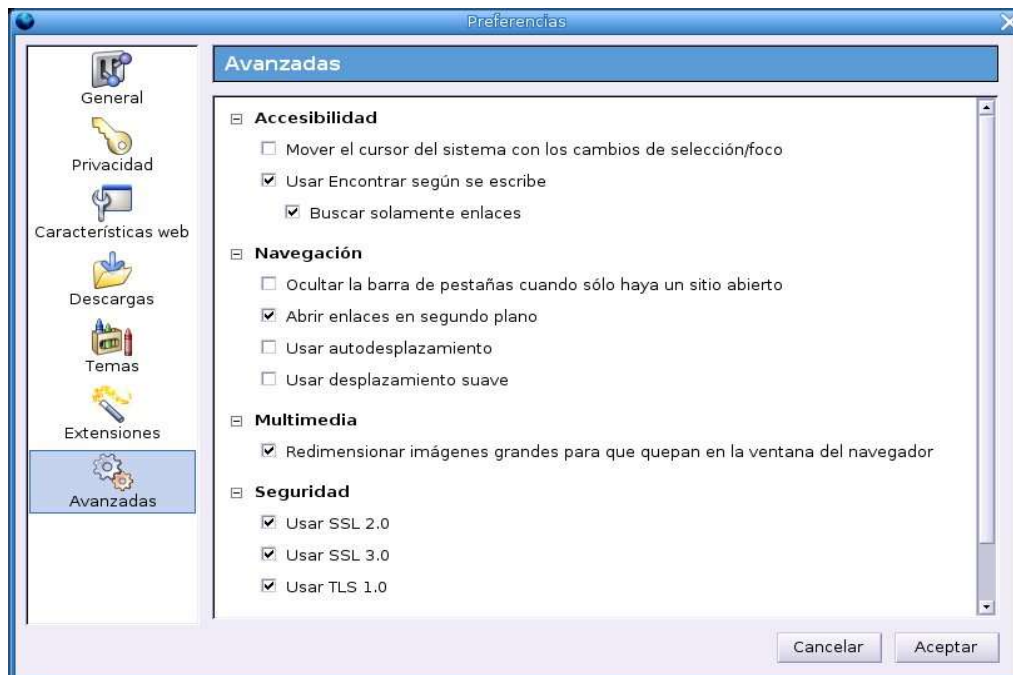 Preferencias
General
Privacidad
Características web
Descargas
Temas
Extensiones
Avanzadas
Avanzadas
Accesibilidad
Mover el cursor del sistema con los cambios de selección/foco
Usar Encontrar según se escribe
Buscar solamente enlaces
Navegación
Ocultar la barra de pestañas cuando sólo haya un sitio abierto
Abrir enlaces en segundo plano
Usar autodesplazamiento
Usar desplazamiento suave
Multimedia
Redimensionar imágenes grandes para que quepan en la ventana del navegador
Seguridad
Usar SSL 2.0
Usar SSL 3.0
Usar TLS 1.0
Cancelar
Aceptar